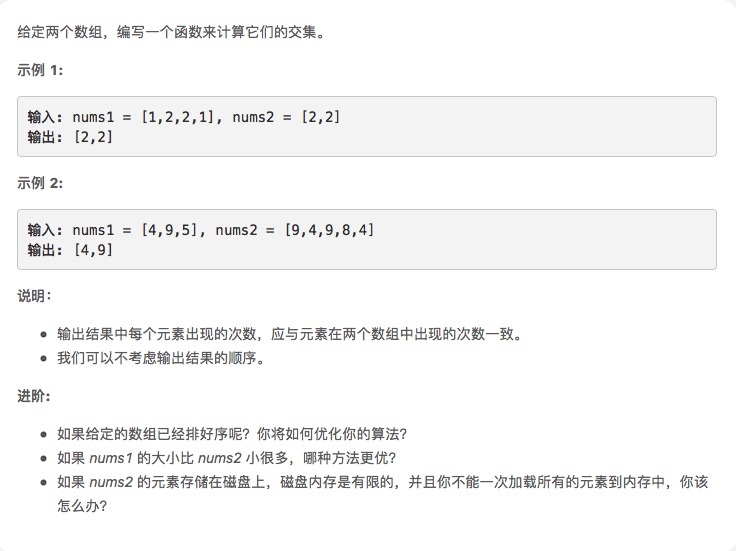 给定两个数组，编写一个函数来计算它们的交集。
示例 1:
输入: nums1 = [1,2,2,1], nums2 = [2,2]
输出: [2,2]
示例 2:
输入: nums1 = [4,9,5], nums2 = [9,4,9,8,4]
输出: [4,9]
说明：
输出结果中每个元素出现的次数，应与元素在两个数组中出现的次数一致。
我们可以不考虑输出结果的顺序。
进阶:
如果给定的数组已经排好序呢？你将如何优化你的算法？
如果 nums1 的大小比 nums2 小很多，哪种方法更优？
如果 nums2 的元素存储在磁盘上，磁盘内存是有限的，并且你不能一次加载所有的元素到内存中，你该
怎么办？